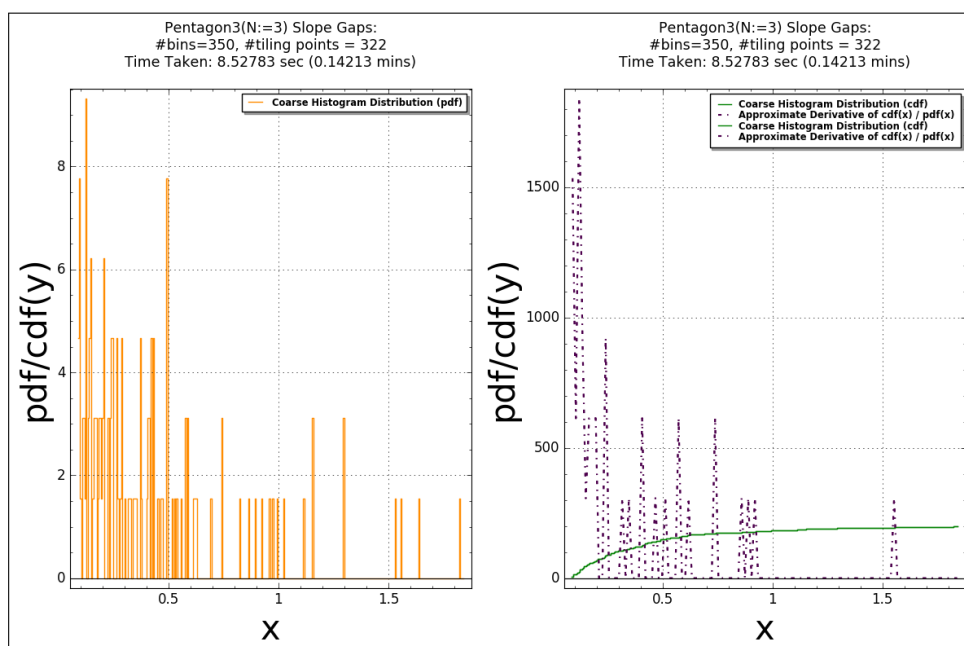 Pentagon3(N:=3) Slope Gaps:
#bins=350, #tiling points = 322
Time Taken: 8.52783 sec (0.14213 mins)
Coarse Histogram Distribution (pdf)
8
6
4
2
0
0.5
1
1.5
pdf/cdf(y)
x
Pentagon3(N:=3) Slope Gaps:
#bins=350, #tiling points = 322
Time Taken: 8.52783 sec (0.14213 mins)
Coarse Histogram Distribution (cdf)
Approximate Derivative of cdf(x) / pdf(x)
Coarse Histogram Distribution (cdf)
Approximate Derivative of cdf(x) / pdf(x)
1500
1000
500
0
0.5
1
1.5
pdf/cdf(y)
x